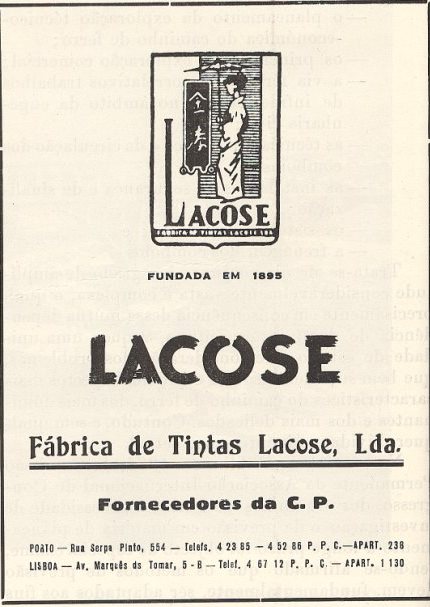 LACOSE
FÁBRICA DE TINTAS LACOSE LDA
FUNDADA EM 1895
LACOSE
Fábrica de Tintas Lacose, Lda.
Fornecedores da C. P.
PORTO — Rua Serpa Pinto, 554 — Telefs. 4 23 85 — 4 52 86 P. P. C. — APART. 238
LISBOA — Av. Marquês de Tomar, 5 - B — Telef. 4 67 12 P. P. C. — APART. 1 130